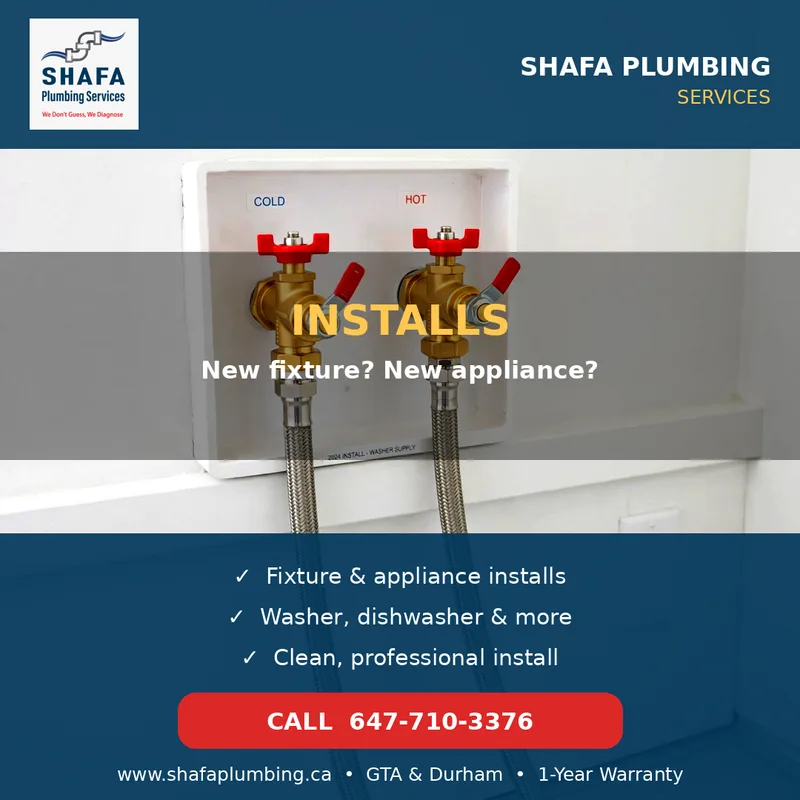 SHAFA
Plumbing Services
We Don't Guess, We Diagnose
SHAFA PLUMBING
SERVICES
COLD
HOT
INSTALLS
New fixture? New appliance?
2024 INSTALL - WASHER SUPPLY
✓ Fixture & appliance installs
✓ Washer, dishwasher & more
✓ Clean, professional install
CALL 647-710-3376
www.shafaplumbing.ca • GTA & Durham • 1-Year Warranty